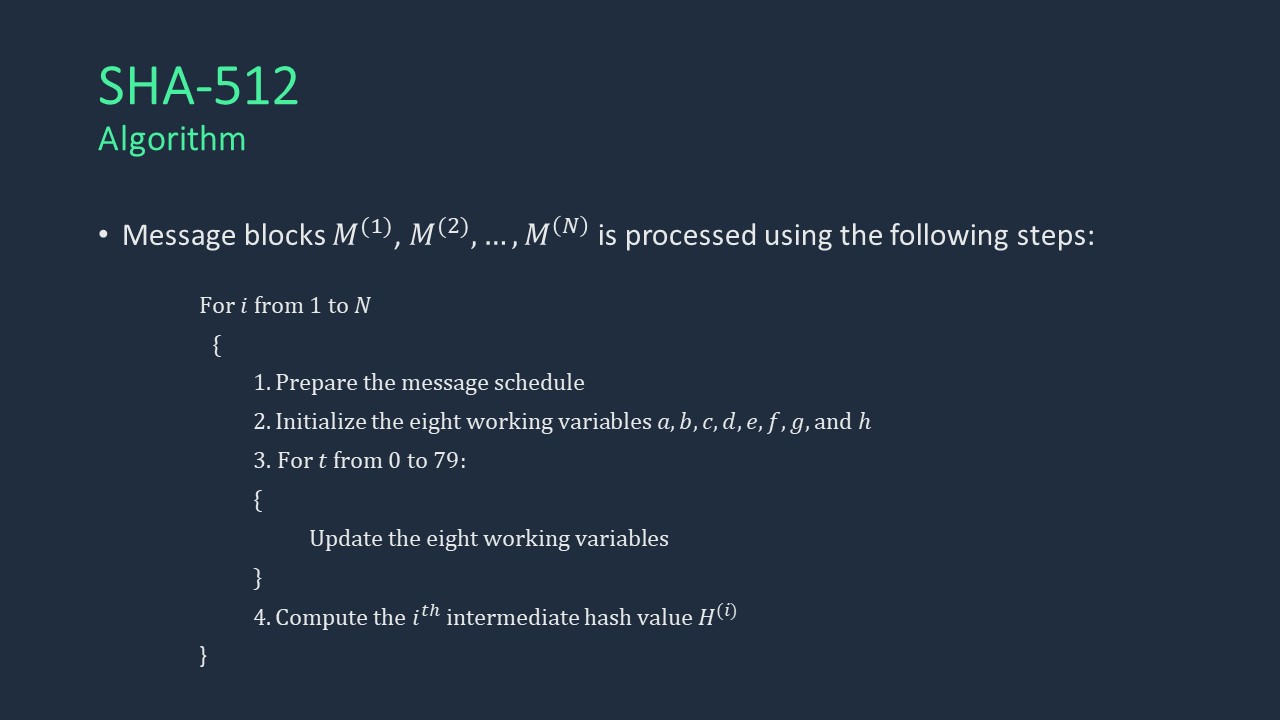 SHA-512
Algorithm
• Message blocks M⁽¹⁾, M⁽²⁾, … , M⁽ᴺ⁾ is processed using the following steps:
For i from 1 to N
{
1. Prepare the message schedule
2. Initialize the eight working variables a, b, c, d, e, f, g, and h
3. For t from 0 to 79:
{
Update the eight working variables
}
4. Compute the iᵗʰ intermediate hash value H⁽ⁱ⁾
}